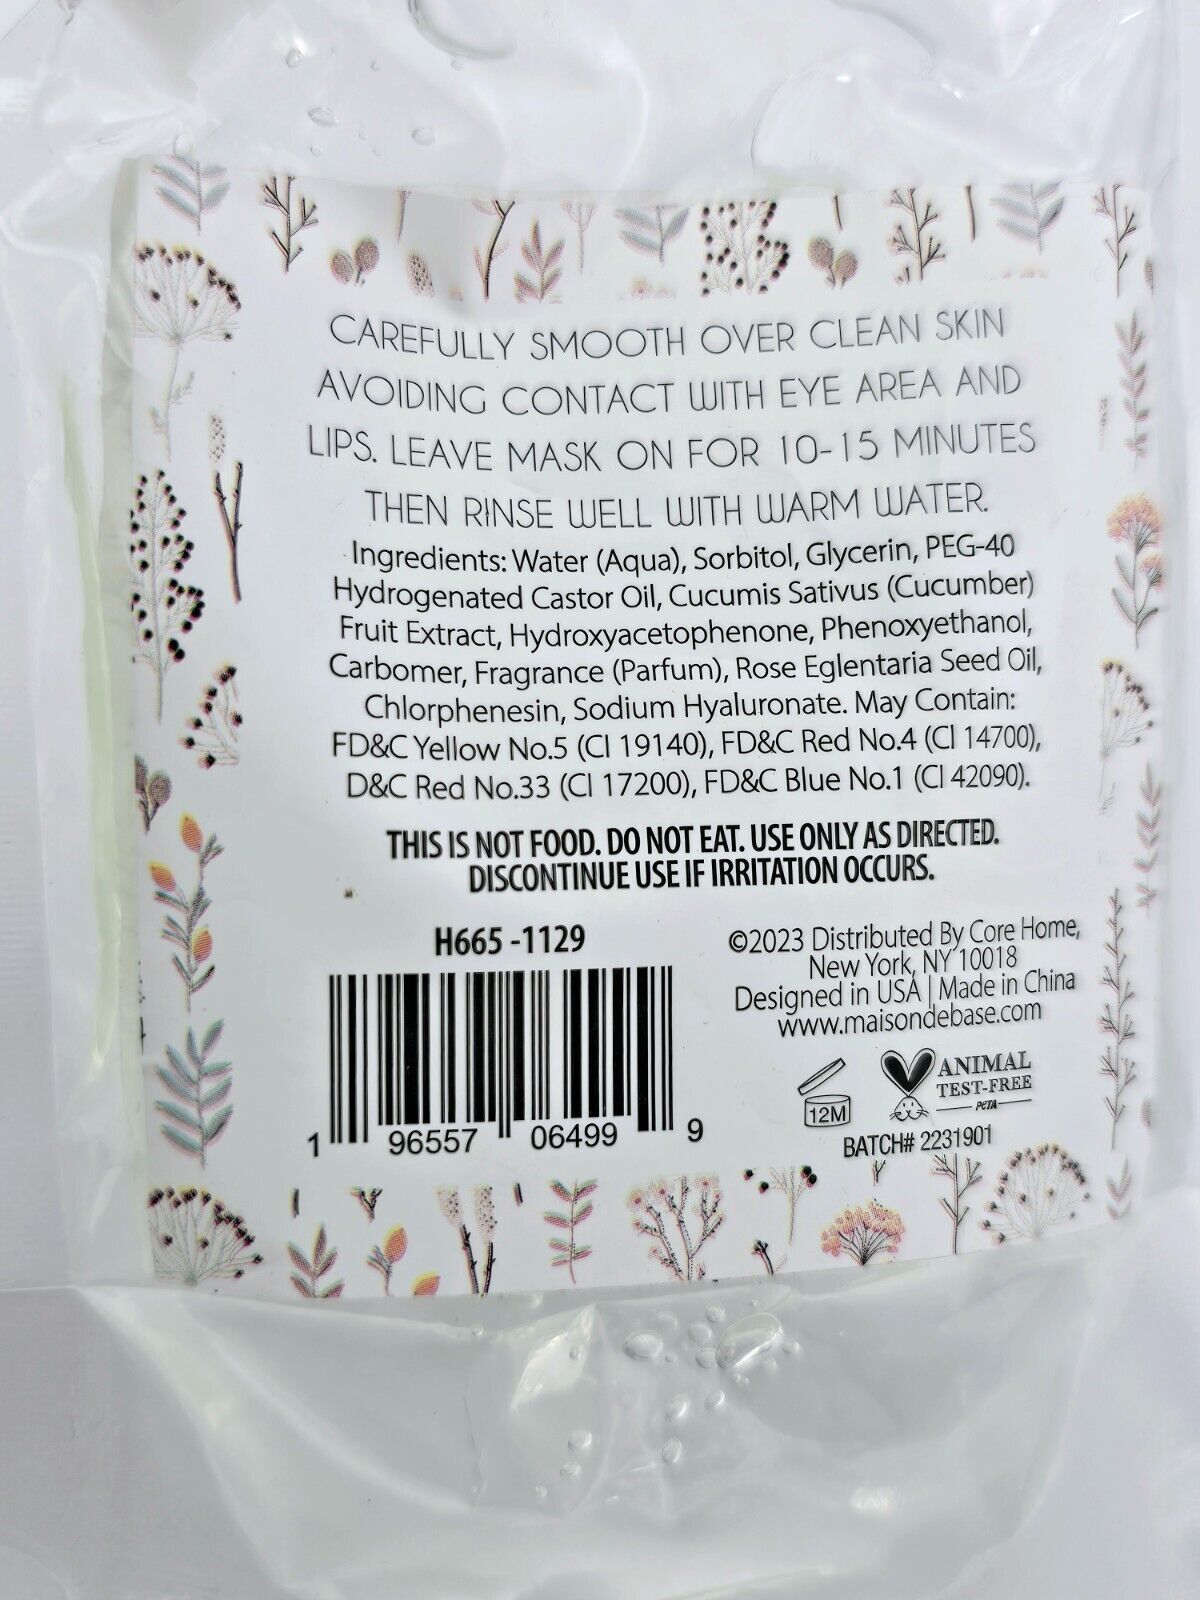 CAREFULLY SMOOTH OVER CLEAN SKIN
AVOIDING CONTACT WITH EYE AREA AND
LIPS. LEAVE MASK ON FOR 10-15 MINUTES
THEN RINSE WELL WITH WARM WATER.
Ingredients: Water (Aqua), Sorbitol, Glycerin, PEG-40
Hydrogenated Castor Oil, Cucumis Sativus (Cucumber)
Fruit Extract, Hydroxyacetophenone, Phenoxyethanol,
Carbomer, Fragrance (Parfum), Rose Eglentaria Seed Oil,
Chlorphenesin, Sodium Hyaluronate. May Contain:
FD&C Yellow No.5 (CI 19140), FD&C Red No.4 (CI 14700),
D&C Red No.33 (CI 17200), FD&C Blue No.1 (CI 42090).
THIS IS NOT FOOD. DO NOT EAT. USE ONLY AS DIRECTED.
DISCONTINUE USE IF IRRITATION OCCURS.
H665 -1129
1 96557 06499 9
©2023 Distributed By Core Home,
New York, NY 10018
Designed in USA | Made in China
www.maisondebase.com
12M
ANIMAL
TEST-FREE
PETA
BATCH# 2231901